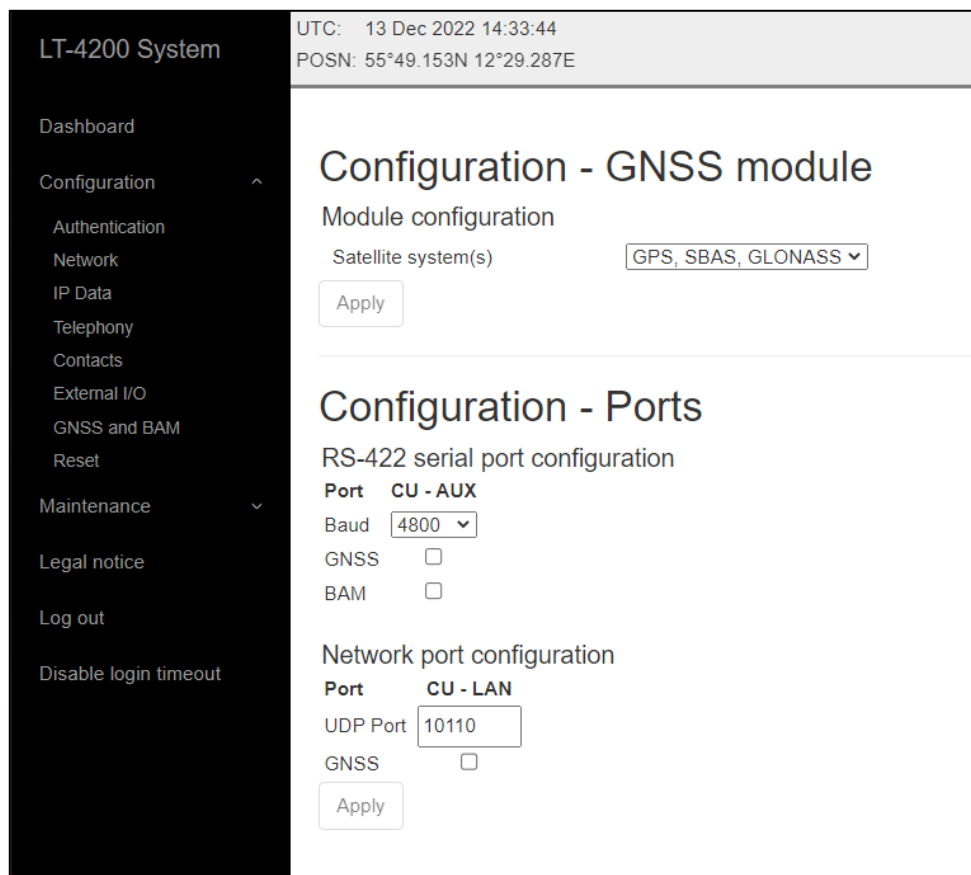 LT-4200 System
Dashboard
Configuration
Authentication
Network
IP Data
Telephony
Contacts
External I/O
GNSS and BAM
Reset
Maintenance
Legal notice
Log out
Disable login timeout
UTC: 13 Dec 2022 14:33:44
POSN: 55°49.153N 12°29.287E
Configuration - GNSS module
Module configuration
Satellite system(s) GPS, SBAS, GLONASS
Apply
Configuration - Ports
RS-422 serial port configuration
Port CU - AUX
Baud 4800
GNSS
BAM
Network port configuration
Port CU - LAN
UDP Port 10110
GNSS
Apply